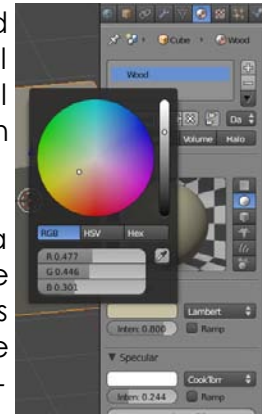 Cube
Wood
Wood
Da
Volume Halo
RGB HSV Hex
R 0.477
G 0.446
B 0.301
Lambert
Inten: 0.800 Ramp
Specular
CookTorr
Inten: 0.244 Ramp